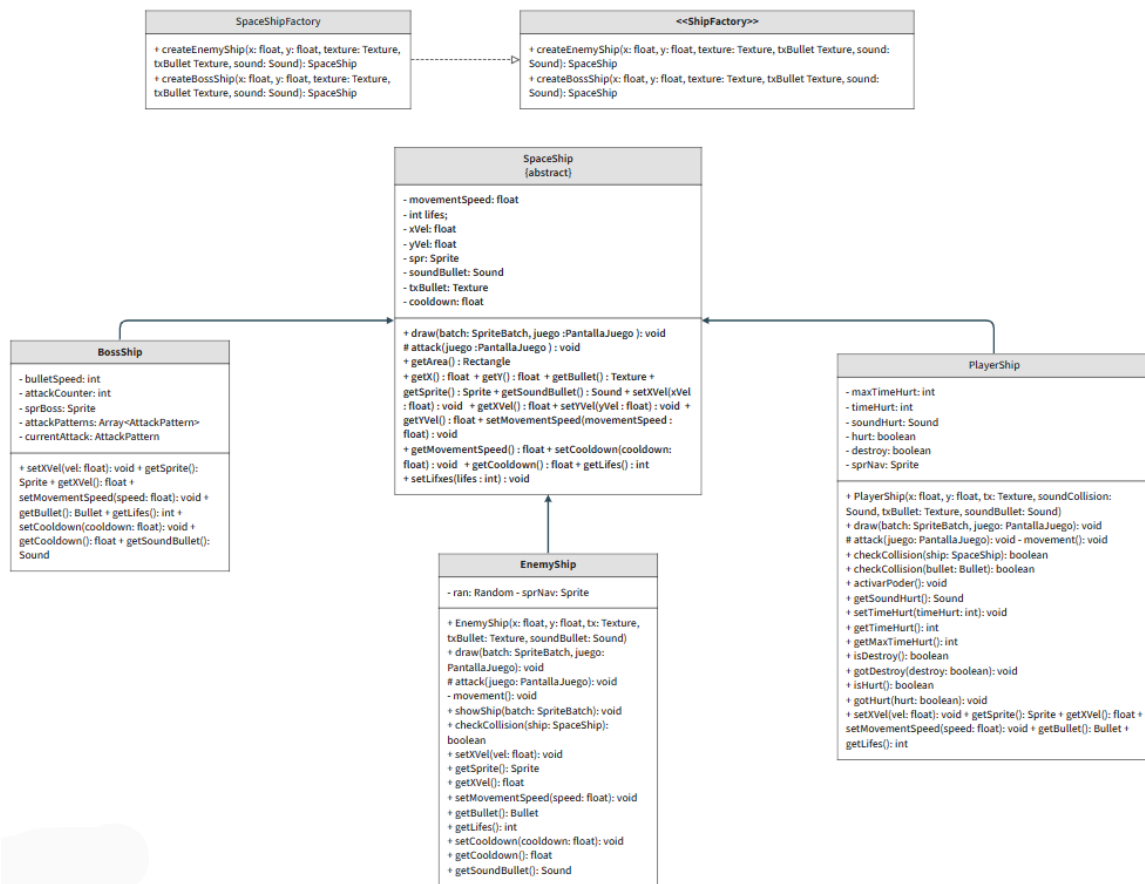 SpaceShipFactory
+ createEnemyShip(x: float, y: float, texture: Texture,
txBullet Texture, sound: Sound): SpaceShip
+ createBossShip(x: float, y: float, texture: Texture,
txBullet Texture, sound: Sound): SpaceShip
<<ShipFactory>>
+ createEnemyShip(x: float, y: float, texture: Texture, txBullet Texture, sound:
Sound): SpaceShip
+ createBossShip(x: float, y: float, texture: Texture, txBullet Texture, sound:
Sound): SpaceShip
SpaceShip
{abstract}
- movementSpeed: float
- int lifes;
- xVel: float
- yVel: float
- spr: Sprite
- soundBullet: Sound
- txBullet: Texture
- cooldown: float
+ draw(batch: SpriteBatch, juego :PantallaJuego ): void
# attack(juego :PantallaJuego ) : void
+ getArea() : Rectangle
+ getX() : float + getY() : float + getBullet() : Texture +
getSprite() : Sprite + getSoundBullet() : Sound + setXVel(xVel
: float) : void + getXVel() : float + setYVel(yVel : float) : void +
getYVel() : float + setMovementSpeed(movementSpeed :
float) : void
+ getMovementSpeed() : float + setCooldown(cooldown:
float) : void + getCooldown() : float + getLifes() : int
+ setLifxes(lifes : int) : void
BossShip
- bulletSpeed: int
- attackCounter: int
- sprBoss: Sprite
- attackPatterns: Array<AttackPattern>
- currentAttack: AttackPattern
+ setXVel(vel: float): void + getSprite():
Sprite + getXVel(): float +
setMovementSpeed(speed: float): void +
getBullet(): Bullet + getLifes(): int +
setCooldown(cooldown: float): void +
getCooldown(): float + getSoundBullet():
Sound
PlayerShip
- maxTimeHurt: int
- timeHurt: int
- soundHurt: Sound
- hurt: boolean
- destroy: boolean
- sprNav: Sprite
+ PlayerShip(x: float, y: float, tx: Texture, soundCollision:
Sound, txBullet: Texture, soundBullet: Sound)
+ draw(batch: SpriteBatch, juego: PantallaJuego): void
# attack(juego: PantallaJuego): void - movement(): void
+ checkCollision(ship: SpaceShip): boolean
+ checkCollision(bullet: Bullet): boolean
+ activarPoder(): void
+ getSoundHurt(): Sound
+ setTimeHurt(timeHurt: int): void
+ getTimeHurt(): int
+ getMaxTimeHurt(): int
+ isDestroy(): boolean
+ gotDestroy(destroy: boolean): void
+ isHurt(): boolean
+ gotHurt(hurt: boolean): void
+ setXVel(vel: float): void + getSprite(): Sprite + getXVel(): float +
setMovementSpeed(speed: float): void + getBullet(): Bullet +
getLifes(): int
EnemyShip
- ran: Random - sprNav: Sprite
+ EnemyShip(x: float, y: float, tx: Texture,
txBullet: Texture, soundBullet: Sound)
+ draw(batch: SpriteBatch, juego:
PantallaJuego): void
# attack(juego: PantallaJuego): void
- movement(): void
+ showShip(batch: SpriteBatch): void
+ checkCollision(ship: SpaceShip):
boolean
+ setXVel(vel: float): void
+ getSprite(): Sprite
+ getXVel(): float
+ setMovementSpeed(speed: float): void
+ getBullet(): Bullet
+ getLifes(): int
+ setCooldown(cooldown: float): void
+ getCooldown(): float
+ getSoundBullet(): Sound